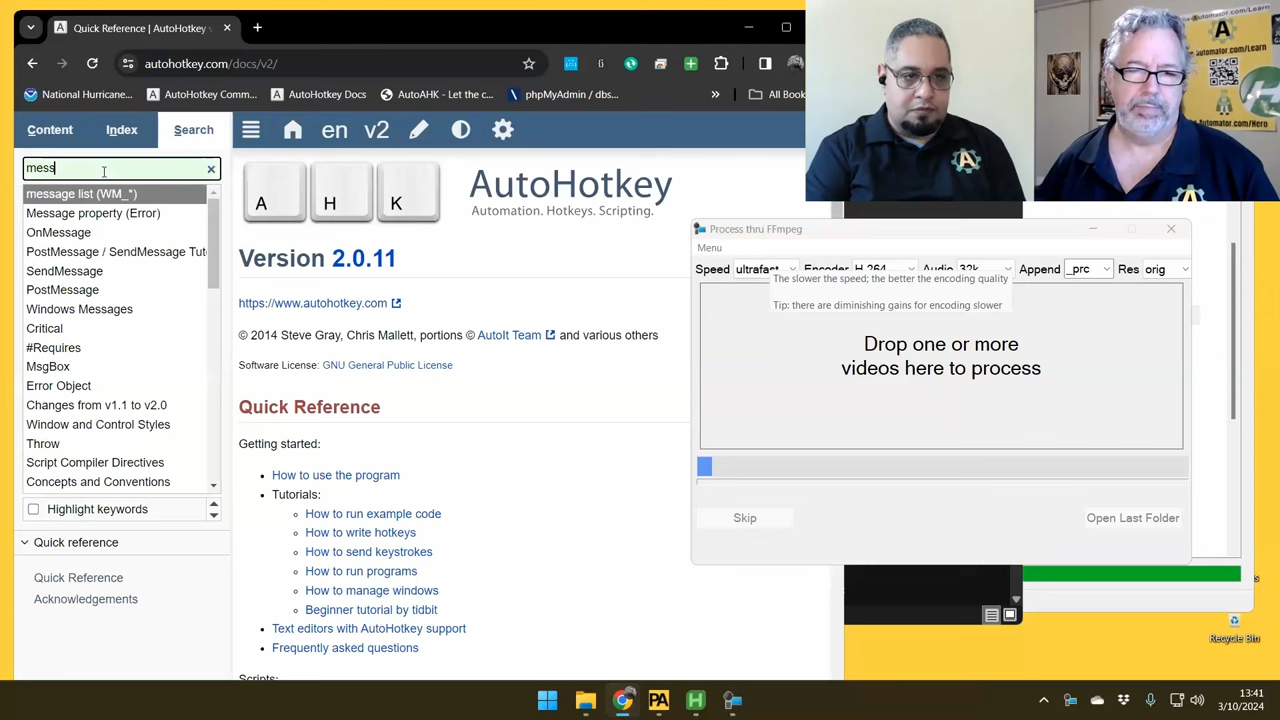 Quick Reference | AutoHotkey
autohotkey.com/docs/v2/
National Hurricane...
AutoHotkey Comm...
AutoHotkey Docs
AutoAHK - Let the c...
phpMyAdmin / dbs...
»
All Book
Content
Index
Search
en
v2
mess
message list (WM_*)
Message property (Error)
OnMessage
PostMessage / SendMessage Tut
SendMessage
PostMessage
Windows Messages
Critical
#Requires
MsgBox
Error Object
Changes from v1.1 to v2.0
Window and Control Styles
Throw
Script Compiler Directives
Concepts and Conventions
Highlight keywords
Quick reference
Quick Reference
Acknowledgements
A
H
K
AutoHotkey
Automation. Hotkeys. Scripting.
Version 2.0.11
https://www.autohotkey.com
© 2014 Steve Gray, Chris Mallett, portions © AutoIt Team and various others
Software License: GNU General Public License
Quick Reference
Getting started:
How to use the program
Tutorials:
How to run example code
How to write hotkeys
How to send keystrokes
How to run programs
How to manage windows
Beginner tutorial by tidbit
Text editors with AutoHotkey support
Frequently asked questions
Scripts:
Process thru FFmpeg
Menu
Speed ultrafast Encoder H.264 Audio 32k Append _prc Res orig
The slower the speed; the better the encoding quality
Tip: there are diminishing gains for encoding slower
Drop one or more
videos here to process
Skip
Open Last Folder
Recycle Bin
PA
H
13:41
3/10/2024